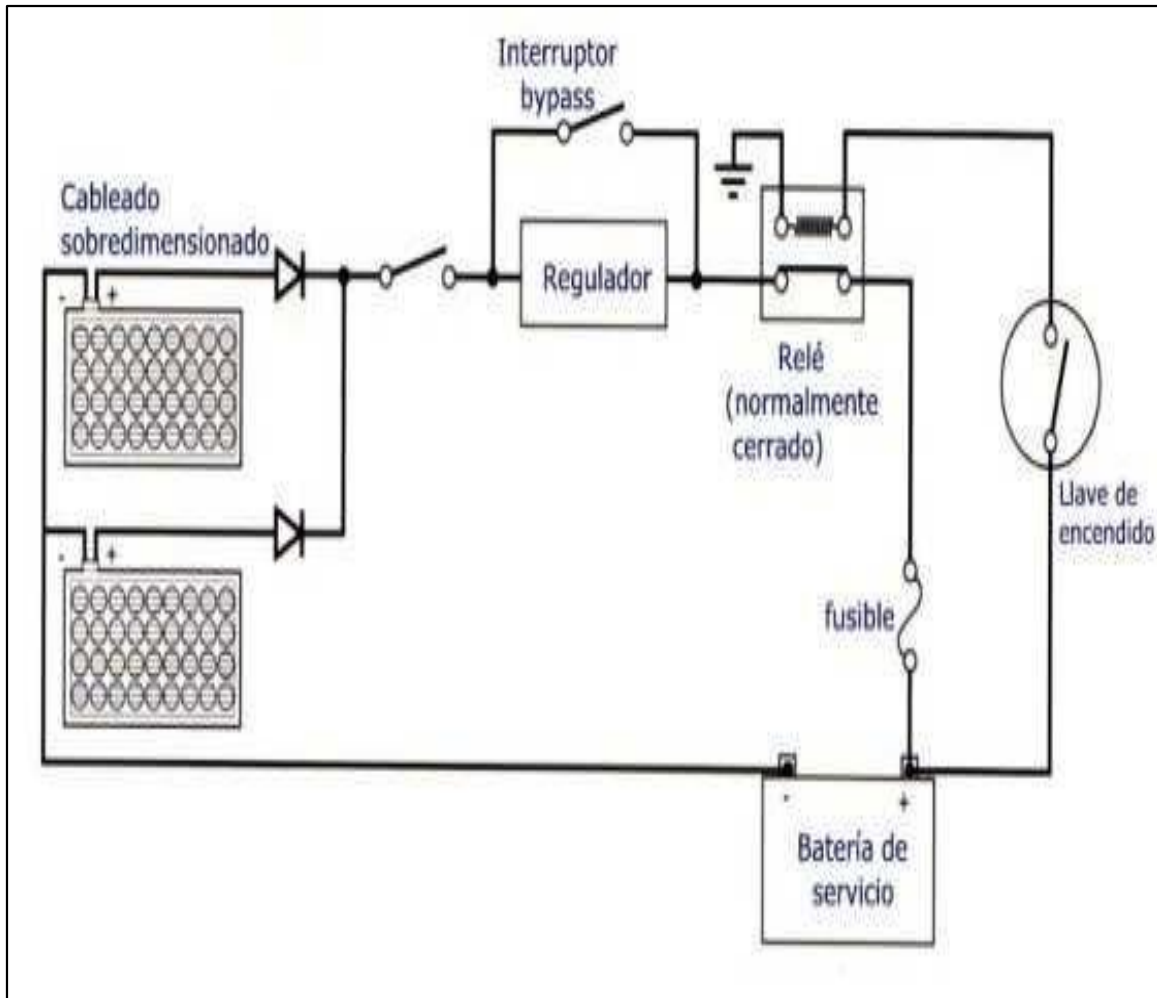 Interruptor
bypass
Cableado
sobredimensionado
- +
Regulador
Relé
(normalmente
cerrado)
Llave de
encendido
- +
fusible
- +
Batería de
servicio